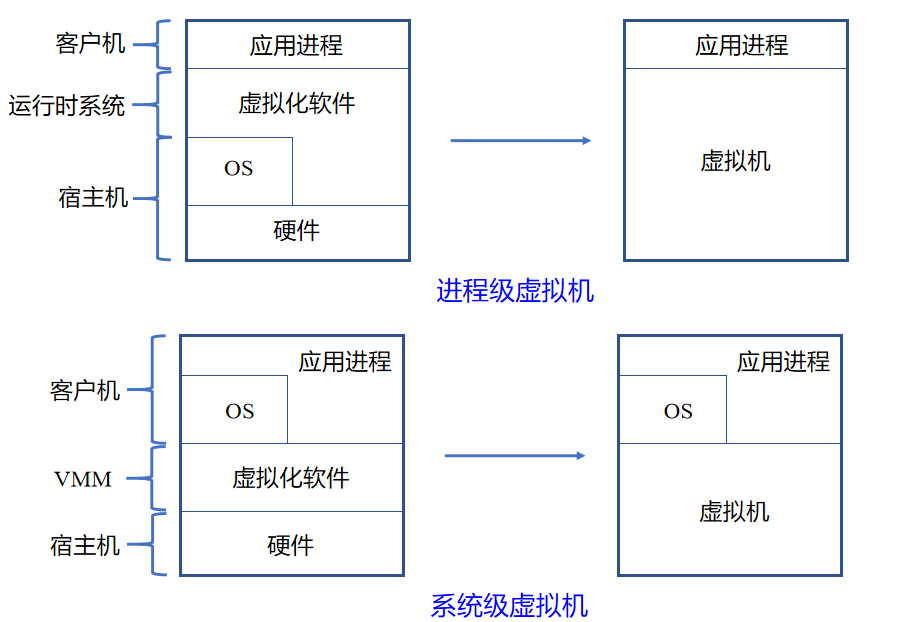 客户机
应用进程
应用进程
运行时系统
虚拟化软件
虚拟机
OS
宿主机
硬件
进程级虚拟机
应用进程
应用进程
客户机
OS
OS
VMM
虚拟化软件
虚拟机
宿主机
硬件
系统级虚拟机